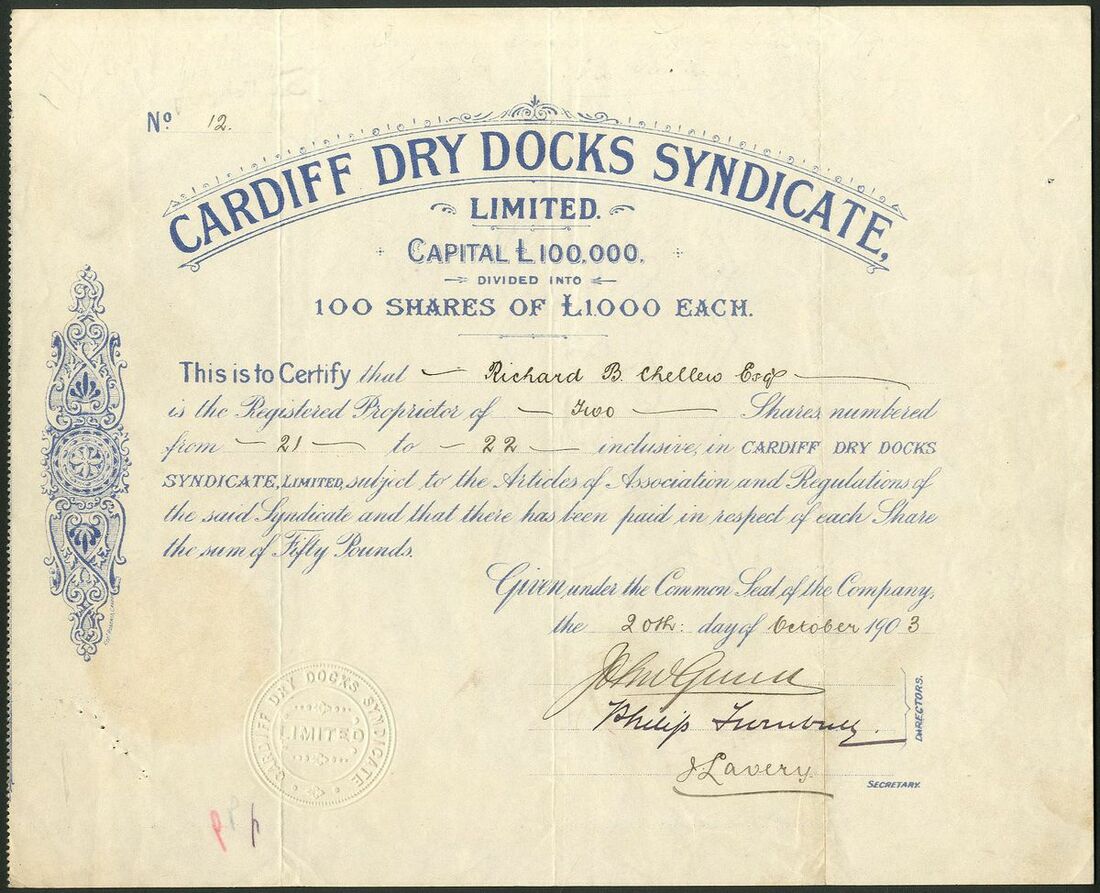 Nº 12.
CARDIFF DRY DOCKS SYNDICATE,
LIMITED.
CAPITAL £100,000,
DIVIDED INTO
100 SHARES OF £1000 EACH.
This is to Certify that Richard B. Chellew Esq
is the Registered Proprietor of Two Shares numbered
from 21 to 22 inclusive, in CARDIFF DRY DOCKS
SYNDICATE, LIMITED, subject to the Articles of Association and Regulations of
the said Syndicate and that there has been paid in respect of each Share
the sum of Fifty Pounds.
Given under the Common Seal of the Company,
the 20th: day of October 1903
John Gunn
Philip Turnbull.
DIRECTORS.
J Lavery.
SECRETARY.
CARDIFF DRY DOCKS SYNDICATE
LIMITED